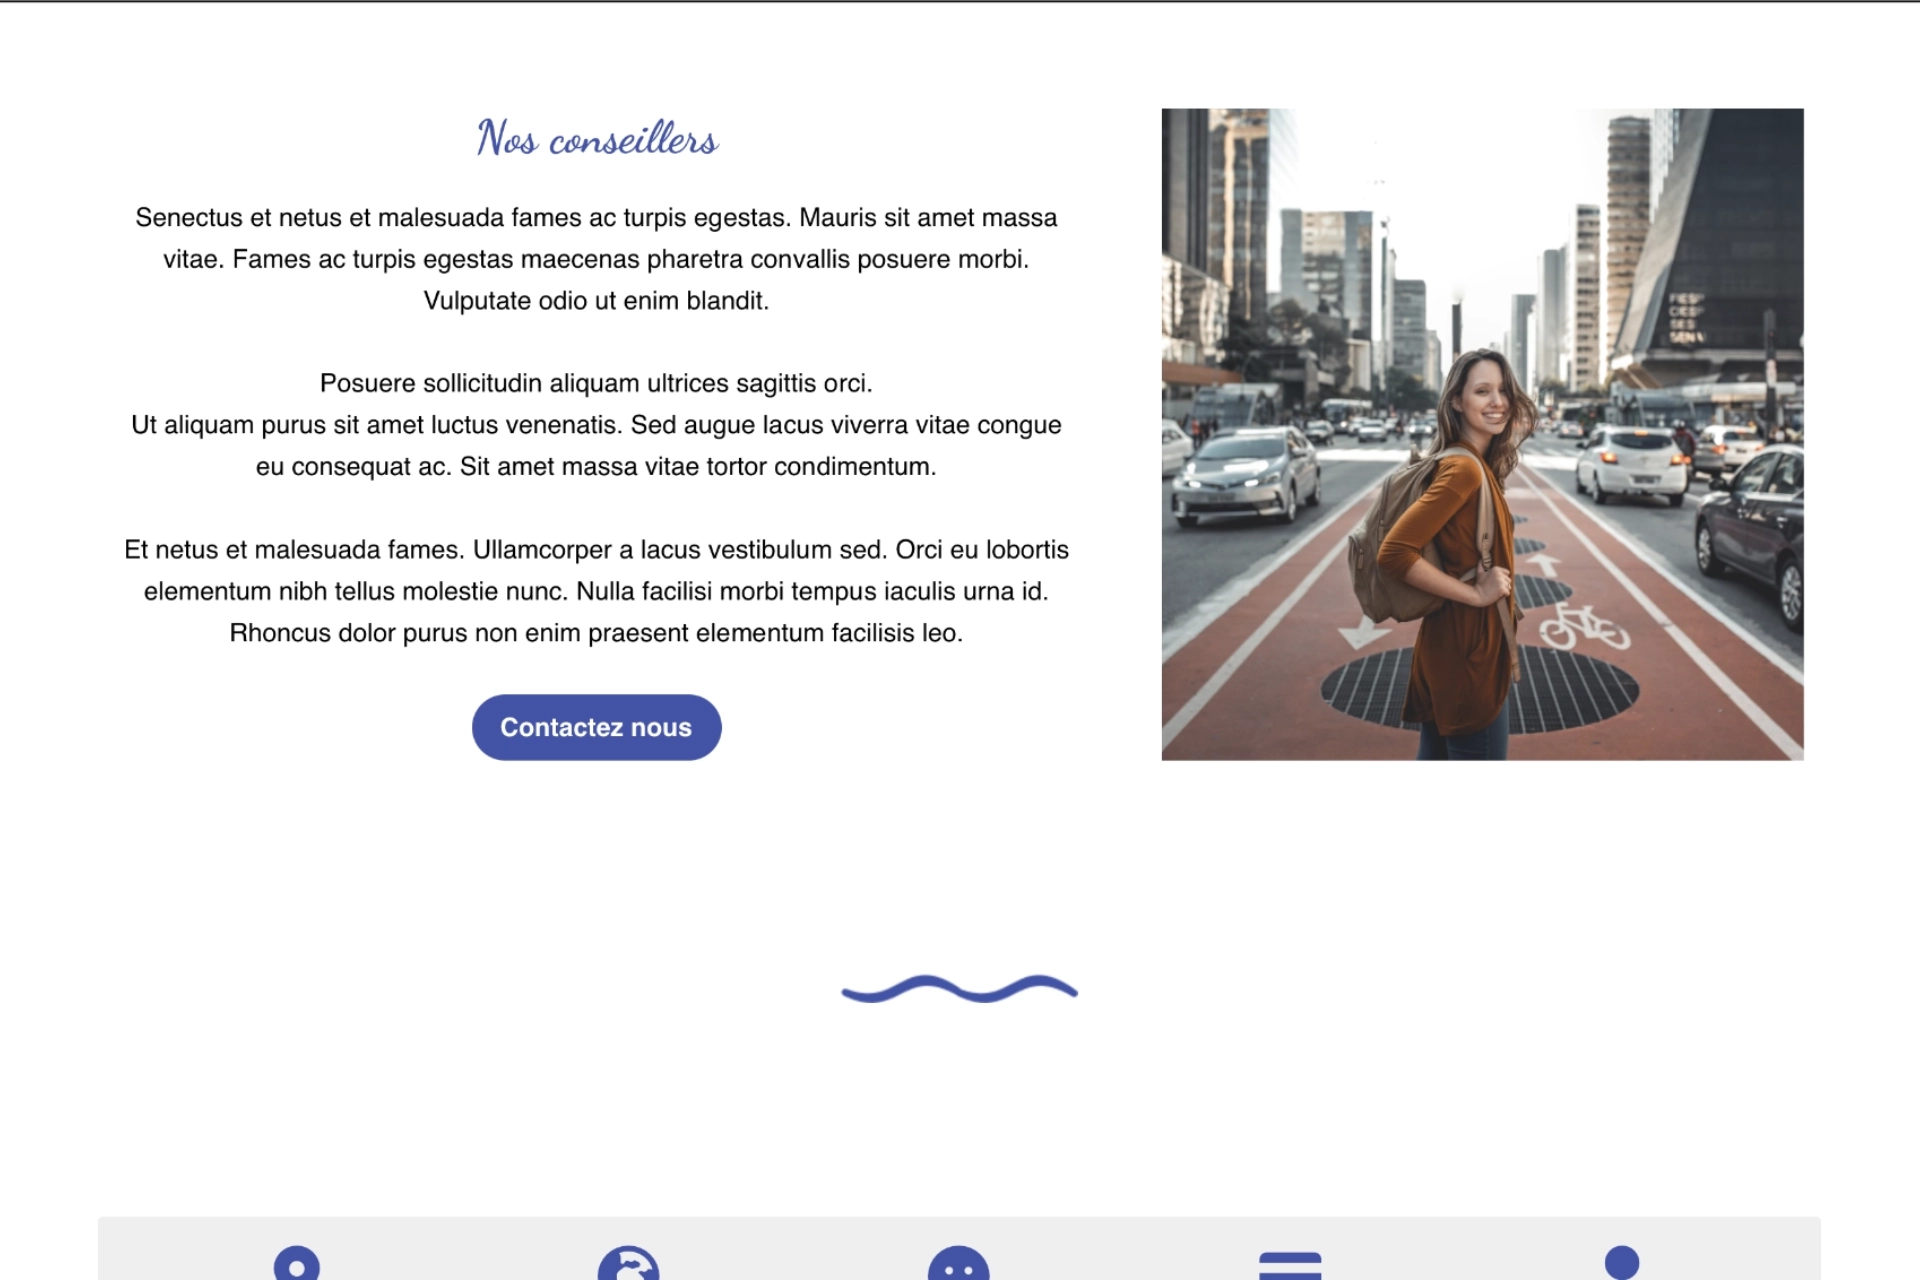 Nos conseillers
Senectus et netus et malesuada fames ac turpis egestas. Mauris sit amet massa
vitae. Fames ac turpis egestas maecenas pharetra convallis posuere morbi.
Vulputate odio ut enim blandit.
Posuere sollicitudin aliquam ultrices sagittis orci.
Ut aliquam purus sit amet luctus venenatis. Sed augue lacus viverra vitae congue
eu consequat ac. Sit amet massa vitae tortor condimentum.
Et netus et malesuada fames. Ullamcorper a lacus vestibulum sed. Orci eu lobortis
elementum nibh tellus molestie nunc. Nulla facilisi morbi tempus iaculis urna id.
Rhoncus dolor purus non enim praesent elementum facilisis leo.
Contactez nous